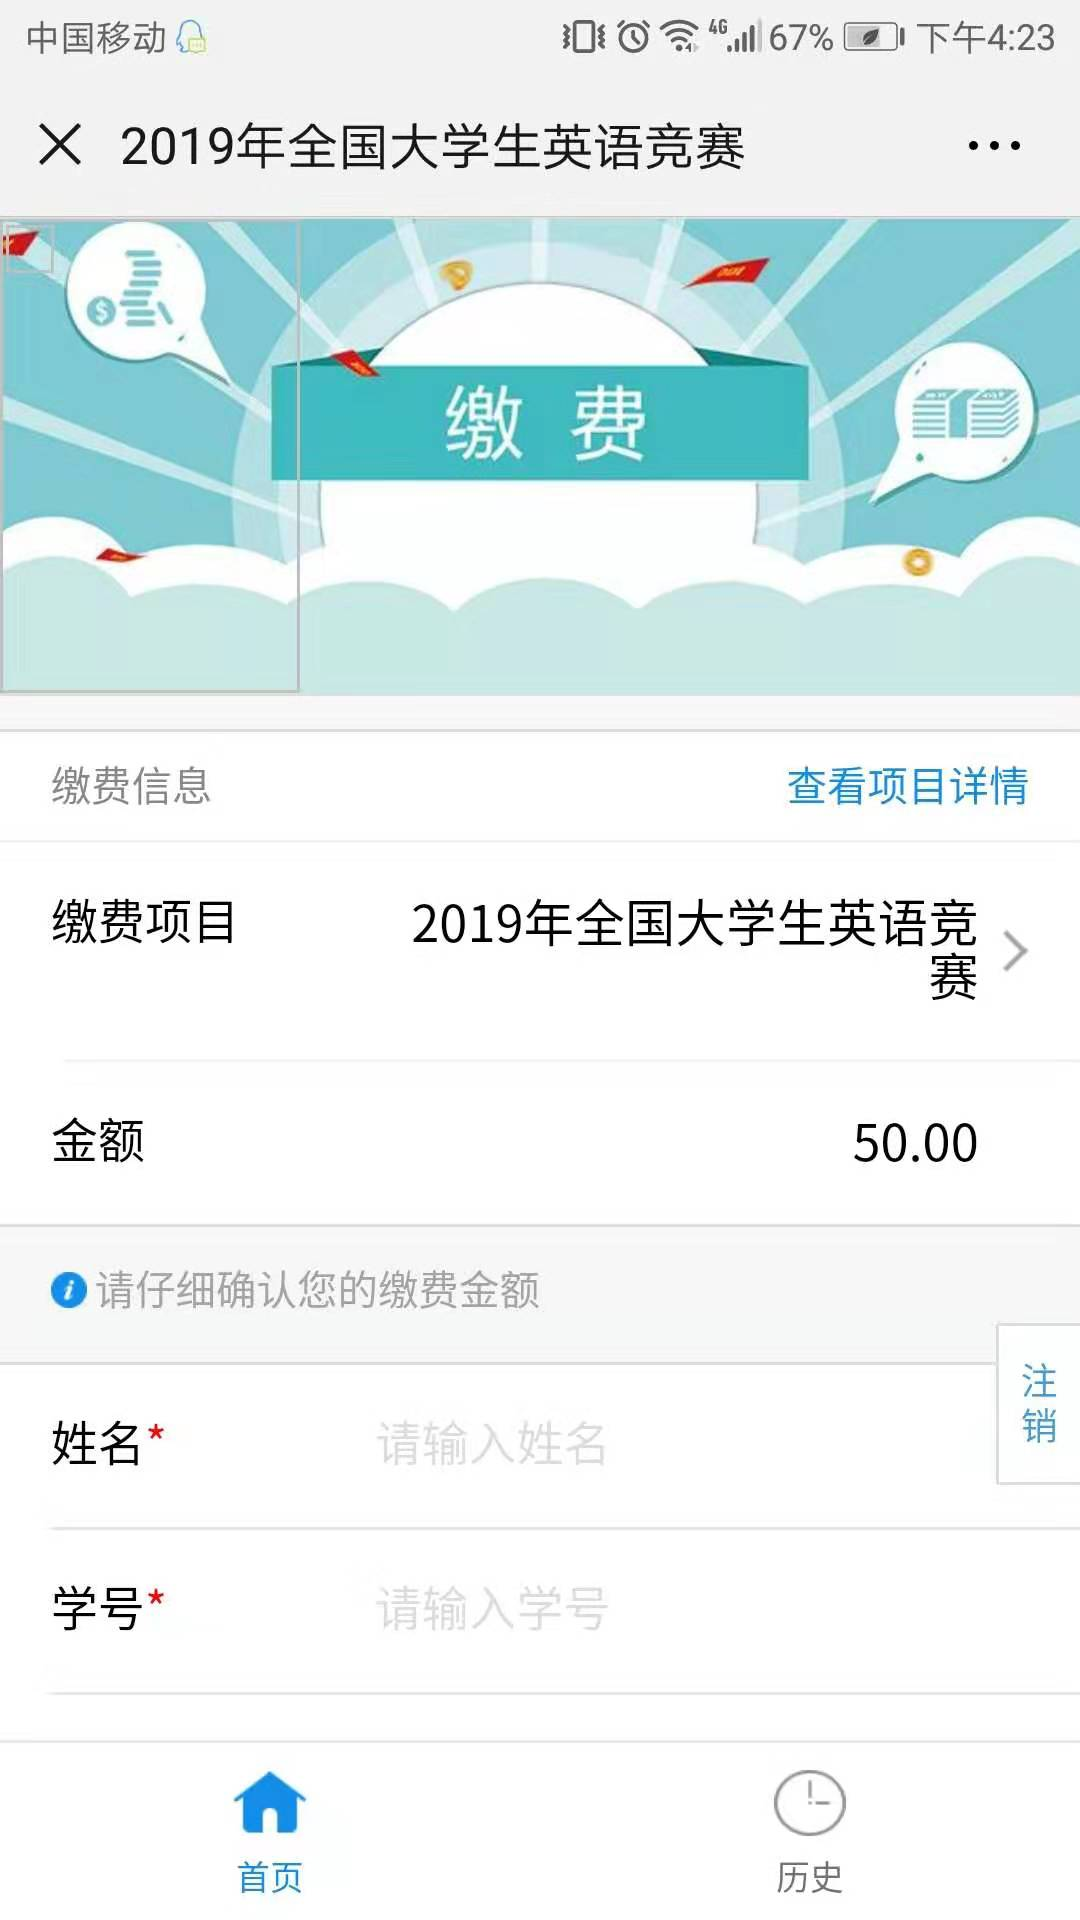 中国移动 4G 67% 下午4:23
2019年全国大学生英语竞赛
缴费
缴费信息 查看项目详情
缴费项目 2019年全国大学生英语竞
赛
金额 50.00
请仔细确认您的缴费金额
注
销
姓名* 请输入姓名
学号* 请输入学号
首页 历史